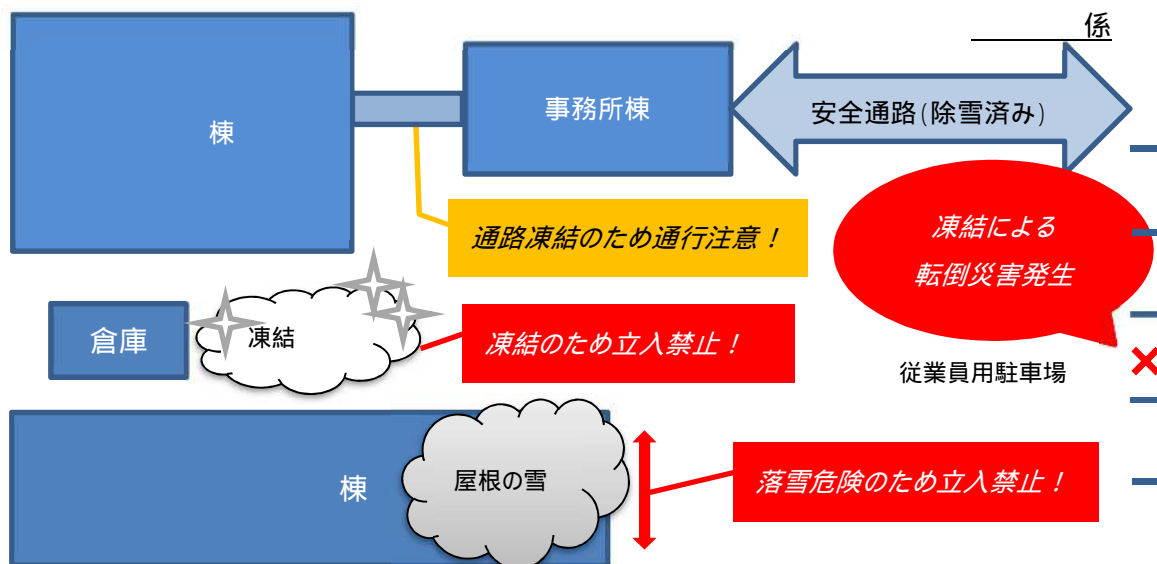 係
棟
事務所棟
安全通路(除雪済み)
通路凍結のため通行注意!
凍結による
転倒災害発生
倉庫
凍結
凍結のため立入禁止!
従業員用駐車場
棟
屋根の雪
落雪危険のため立入禁止!